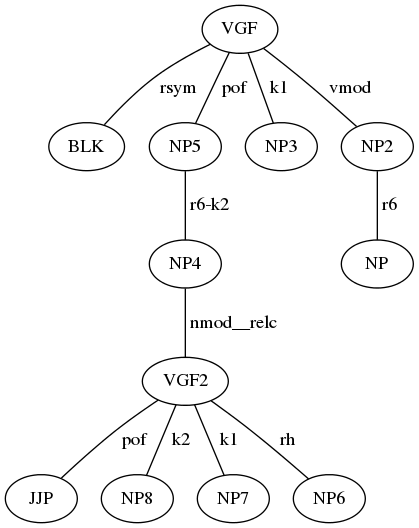 VGF
rsym pof k1 vmod
BLK NP5 NP3 NP2
r6-k2 r6
NP4 NP
nmod__relc
VGF2
pof k2 k1 rh
JJP NP8 NP7 NP6